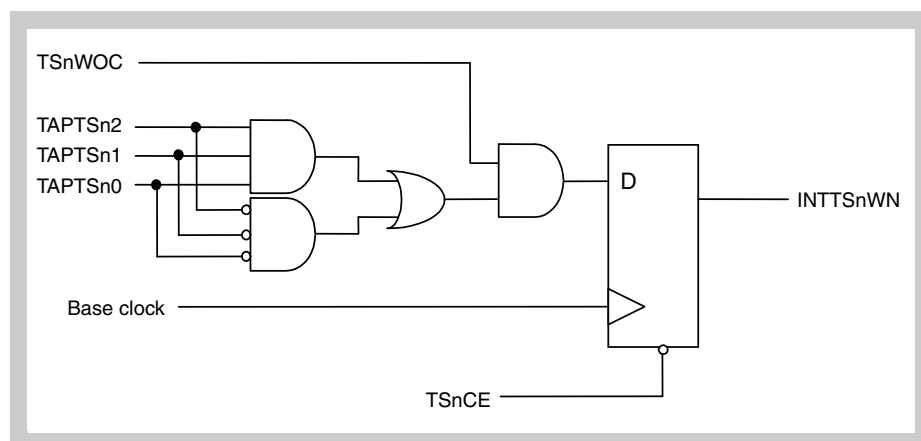 TSnWOC
TAPTSn2
TAPTSn1
TAPTSn0
D
INTTSnWN
Base clock
TSnCE